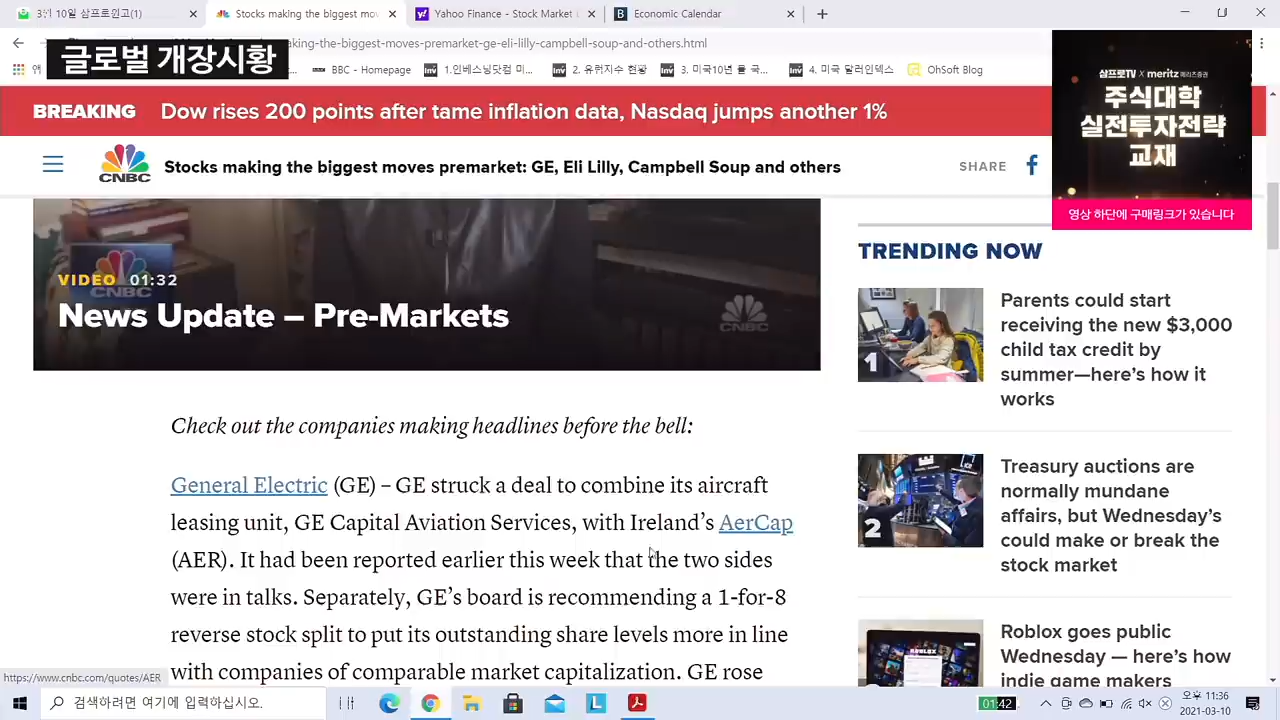 3월 10일 삼프로TV - zuzu8685@
Stocks making the biggest mov
Yahoo Finance - Stock Market L
Economic Calendar
aking-the-biggest-moves-premarket-ge-eli-lilly-campbell-soup-and-others.html
글로벌 개장시황
BBC - Homepage
1.인베스닝닷컴 미...
2. 유뤄지수 현황
3. 미국10년 률 국...
4. 미국 달러인덱스
OhSoft Blog
BREAKING Dow rises 200 points after tame inflation data, Nasdaq jumps another 1%
삼프로TV X meritz 메리츠증권
주식대학
실전투자전략
교재
영상 하단에 구매링크가 있습니다
CNBC
Stocks making the biggest moves premarket: GE, Eli Lilly, Campbell Soup and others
SHARE
CNBC
VIDEO 01:32
News Update – Pre-Markets
CNBC
Check out the companies making headlines before the bell:
General Electric (GE) – GE struck a deal to combine its aircraft
leasing unit, GE Capital Aviation Services, with Ireland’s AerCap
(AER). It had been reported earlier this week that the two sides
were in talks. Separately, GE’s board is recommending a 1-for-8
reverse stock split to put its outstanding share levels more in line
with companies of comparable market capitalization. GE rose
TRENDING NOW
1
Parents could start
receiving the new $3,000
child tax credit by
summer—here’s how it
works
2
Treasury auctions are
normally mundane
affairs, but Wednesday’s
could make or break the
stock market
ROBLOX
Roblox goes public
Wednesday — here’s how
indie game makers
https://www.cnbc.com/quotes/AER
검색하려면 여기에 입력하십시오.
01:42
오후 11:36
2021-03-10